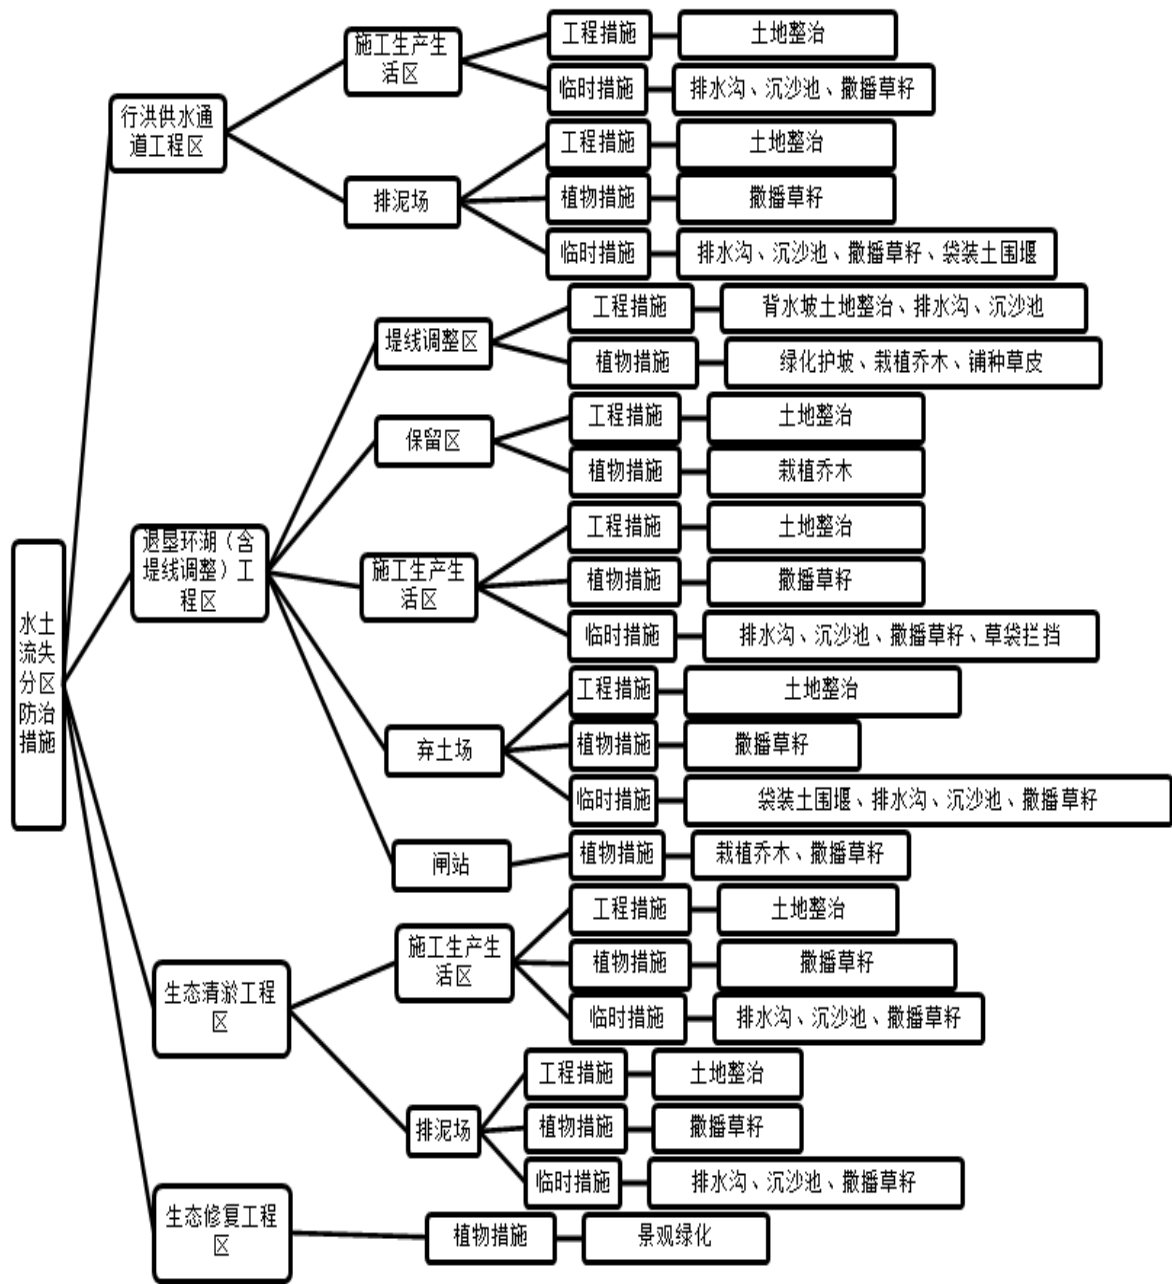 水土
流失
分区
防治
措施
行洪供水通
道工程区
施工生产生
活区
工程措施
土地整治
临时措施
排水沟、沉沙池、撒播草籽
排泥场
工程措施
土地整治
植物措施
撒播草籽
临时措施
排水沟、沉沙池、撒播草籽、袋装土围堰
退垦环湖（含
堤线调整）工
程区
堤线调整区
工程措施
背水坡土地整治、排水沟、沉沙池
植物措施
绿化护坡、栽植乔木、铺种草皮
保留区
工程措施
土地整治
植物措施
栽植乔木
施工生产生
活区
工程措施
土地整治
植物措施
撒播草籽
临时措施
排水沟、沉沙池、撒播草籽、草袋拦挡
弃土场
工程措施
土地整治
植物措施
撒播草籽
临时措施
袋装土围堰、排水沟、沉沙池、撒播草籽
闸站
植物措施
栽植乔木、撒播草籽
生态清淤工程
区
施工生产生
活区
工程措施
土地整治
植物措施
撒播草籽
临时措施
排水沟、沉沙池、撒播草籽
排泥场
工程措施
土地整治
植物措施
撒播草籽
临时措施
排水沟、沉沙池、撒播草籽
生态修复工程
区
植物措施
景观绿化